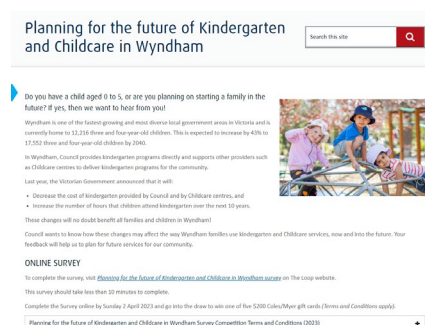 Planning for the future of Kindergarten
and Childcare in Wyndham
Search this site
Do you have a child aged 0 to 5, or are you planning on starting a family in the
future? If yes, then we want to hear from you!
Wyndham is one of the fastest-growing and most diverse local government areas in Victoria and is
currently home to 12,216 three and four-year-old children. This is expected to increase by 43% to
17,552 three and four-year-old children by 2040.
In Wyndham, Council provides kindergarten programs directly and supports other providers such
as Childcare centres to deliver kindergarten programs for the community.
Last year, the Victorian Government announced that it will:
• Decrease the cost of kindergarten provided by Council and by Childcare centres, and
• Increase the number of hours that children attend kindergarten over the next 10 years.
These changes will no doubt benefit all families and children in Wyndham!
Council wants to know how these changes may affect the way Wyndham families use kindergarten and Childcare services, now and into the future. Your
feedback will help us to plan for future services for our community.
ONLINE SURVEY
To complete the survey, visit Planning for the future of Kindergarten and Childcare in Wyndham survey on The Loop website.
This survey should take less than 10 minutes to complete.
Complete the Survey online by Sunday 2 April 2023 and go into the draw to win one of five $200 Coles/Myer gift cards (Terms and Conditions apply).
Planning for the future of Kindergarten and Childcare in Wyndham Survey Competition Terms and Conditions (2023) +